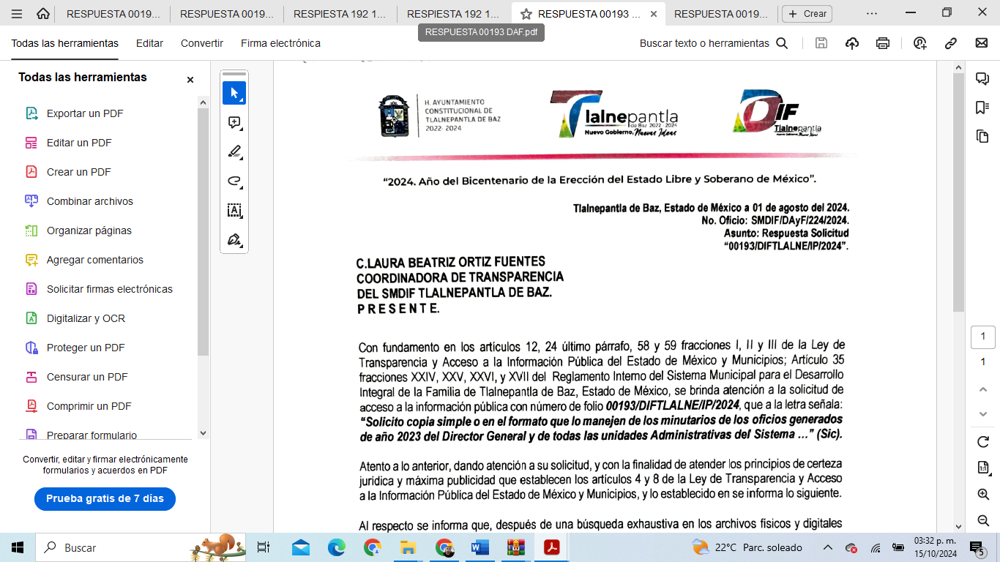 RESPUESTA 0019...
RESPUESTA 0019...
RESPIESTA 192 1...
RESPIESTA 192 1...
RESPUESTA 00193 ...
RESPUESTA 0019...
Crear
RESPUESTA 00193 DAF.pdf
Todas las herramientas
Editar
Convertir
Firma electrónica
Buscar texto o herramientas
Todas las herramientas
Exportar un PDF
Editar un PDF
Crear un PDF
Combinar archivos
Organizar páginas
Agregar comentarios
Solicitar firmas electrónicas
Digitalizar y OCR
Proteger un PDF
Censurar un PDF
Comprimir un PDF
Preparar formulario
Convertir, editar y firmar electrónicamente
formularios y acuerdos en PDF
Prueba gratis de 7 días
H. AYUNTAMIENTO
CONSTITUCIONAL DE
TLALNEPANTLA DE BAZ
2022- 2024
Tlalnepantla
de Baz 2022 - 2024
Nuevo Gobierno, Nuevas Ideas
DIF
Tlalnepantla
Nuevo Gobierno, Nuevas Ideas
“2024. Año del Bicentenario de la Erección del Estado Libre y Soberano de México”.
Tlalnepantla de Baz, Estado de México a 01 de agosto del 2024.
No. Oficio: SMDIF/DAyF/224/2024.
Asunto: Respuesta Solicitud
“00193/DIFTLALNE/IP/2024”.
C.LAURA BEATRIZ ORTIZ FUENTES
COORDINADORA DE TRANSPARENCIA
DEL SMDIF TLALNEPANTLA DE BAZ.
P R E S E N T E.
Con fundamento en los artículos 12, 24 último párrafo, 58 y 59 fracciones I, II y III de la Ley de
Transparencia y Acceso a la Información Pública del Estado de México y Municipios; Artículo 35
fracciones XXIV, XXV, XXVI, y XVII del Reglamento Interno del Sistema Municipal para el Desarrollo
Integral de la Familia de Tlalnepantla de Baz, Estado de México, se brinda atención a la solicitud de
acceso a la información pública con número de folio 00193/DIFTLALNE/IP/2024, que a la letra señala:
“Solicito copia simple o en el formato que lo manejen de los minutarios de los oficios generados
de año 2023 del Director General y de todas las unidades Administrativas del Sistema ...” (Sic).
Atento a lo anterior, dando atención a su solicitud, y con la finalidad de atender los principios de certeza
jurídica y máxima publicidad que establecen los artículos 4 y 8 de la Ley de Transparencia y Acceso
a la Información Pública del Estado de México y Municipios, y lo establecido en se informa lo siguiente.
Al respecto se informa que, después de una búsqueda exhaustiva en los archivos físicos y digitales
1
1
1:1
Buscar
22°C Parc. soleado
03:32 p. m.
15/10/2024
5